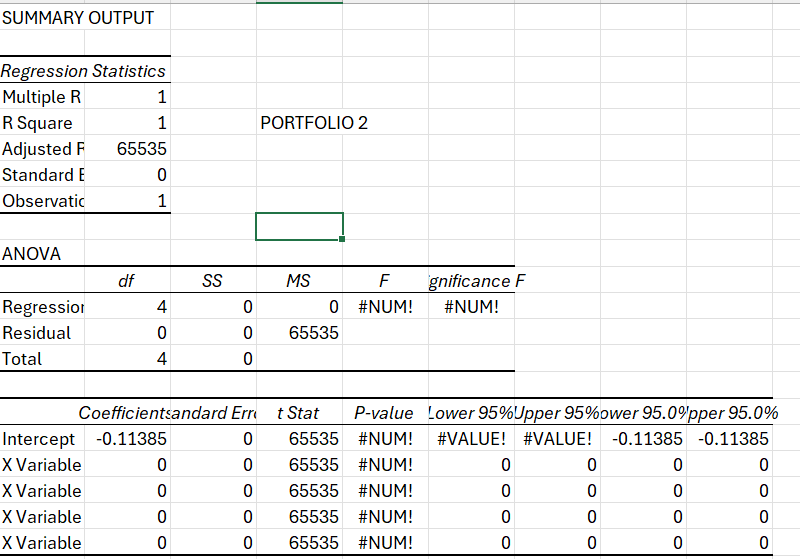 SUMMARY OUTPUT
Regression Statistics
Multiple R 1
R Square 1 PORTFOLIO 2
Adjusted R 65535
Standard E 0
Observatic 1
ANOVA
df SS MS F gnificance F
Regression 4 0 0 #NUM! #NUM!
Residual 0 0 65535
Total 4 0
Coefficients andard Erro t Stat P-value Lower 95% Upper 95% ower 95.0% pper 95.0%
Intercept -0.11385 0 65535 #NUM! #VALUE! #VALUE! -0.11385 -0.11385
X Variable 0 0 65535 #NUM! 0 0 0 0
X Variable 0 0 65535 #NUM! 0 0 0 0
X Variable 0 0 65535 #NUM! 0 0 0 0
X Variable 0 0 65535 #NUM! 0 0 0 0